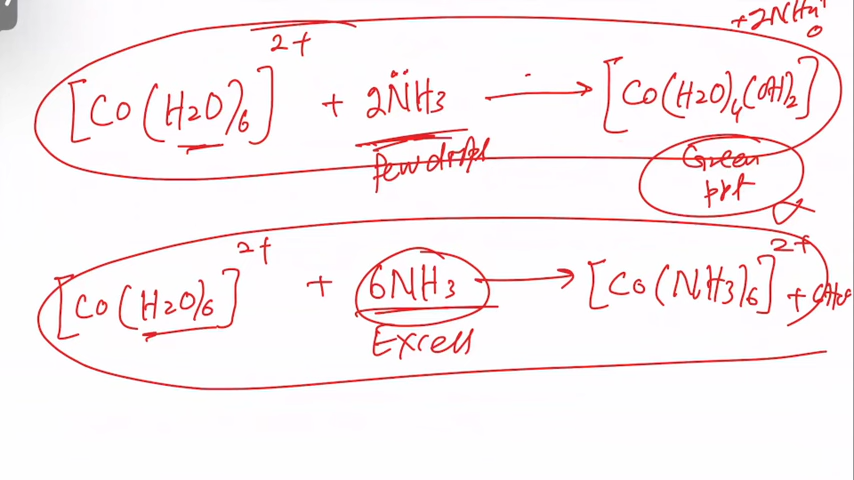 +2NH4+
[Co(H2O)6]2+ + 2NH3 → [Co(H2O)4(OH)2]
few drops
Green
ppt
[Co(H2O)6]2+ + 6NH3 → [Co(NH3)6]2+ +
Excess